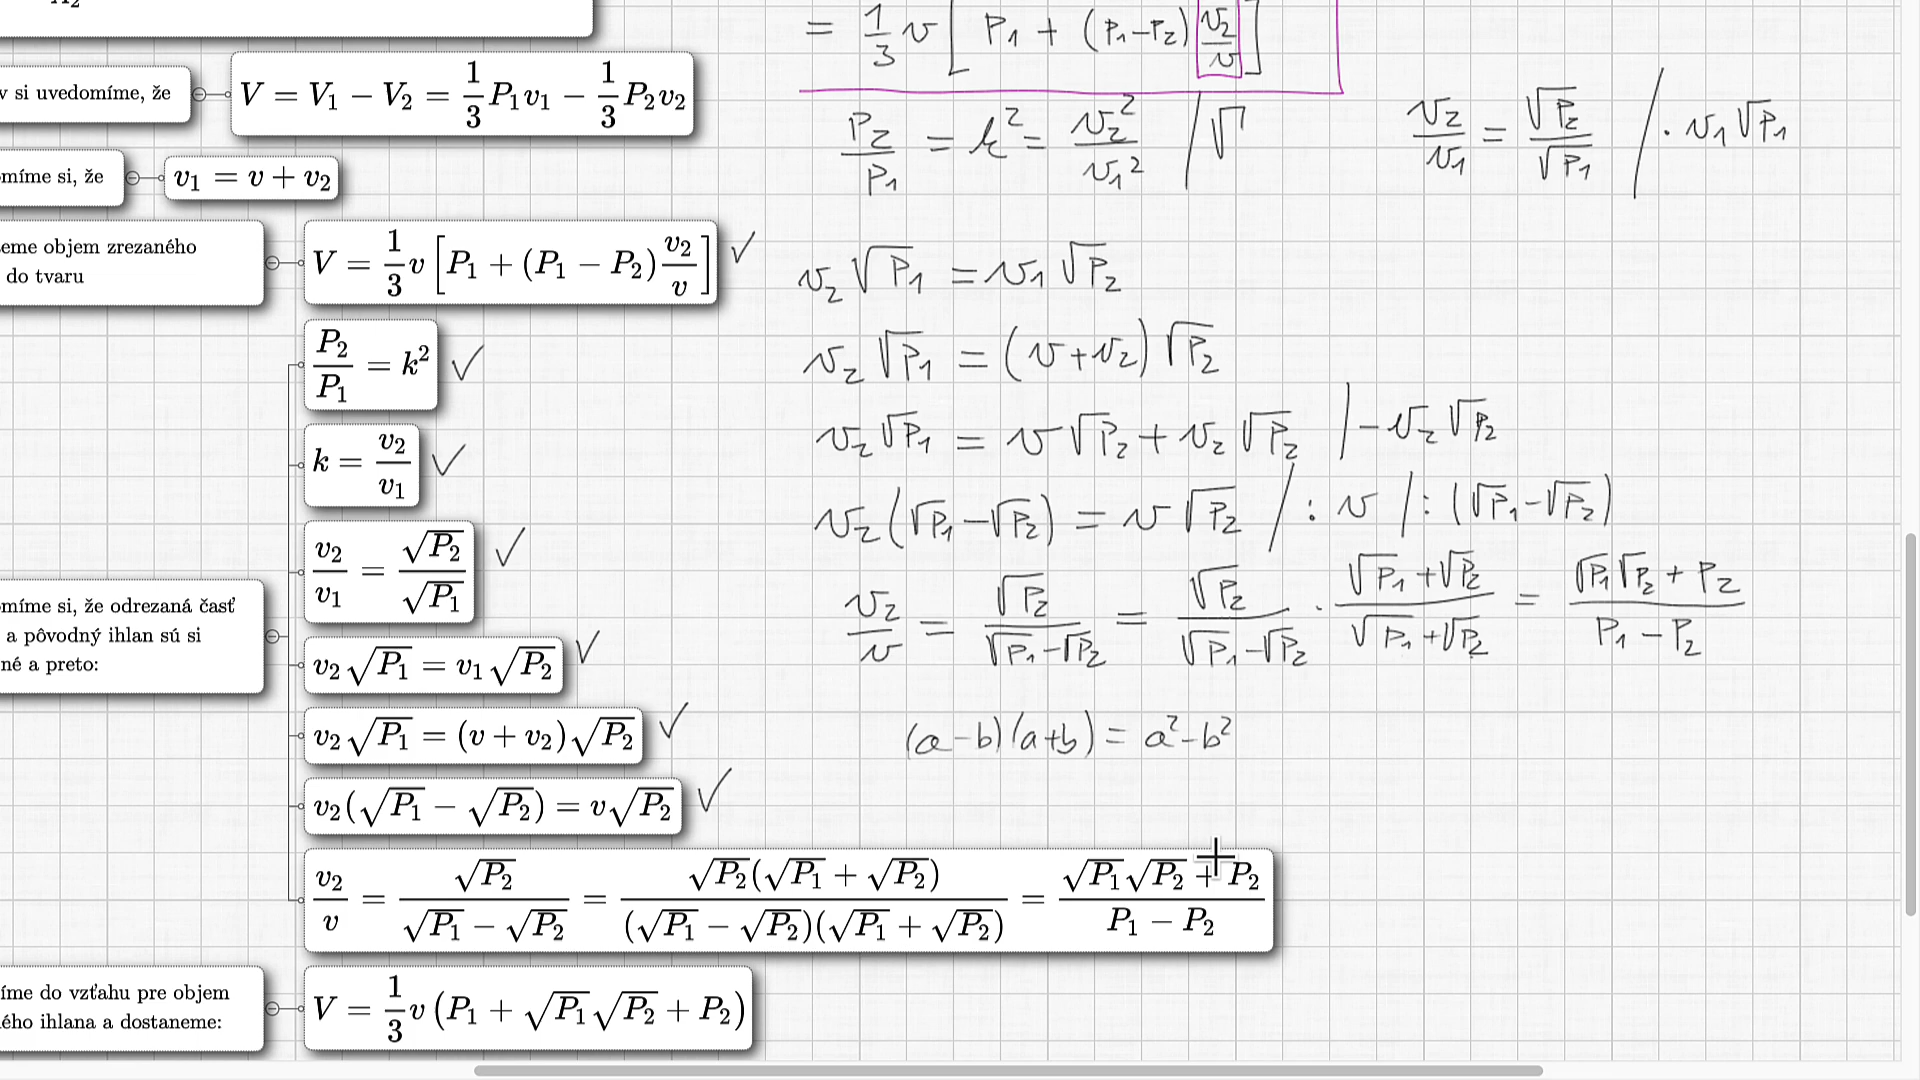 v si uvedomíme, že
V = V₁ − V₂ = 1/3 P₁v₁ − 1/3 P₂v₂
míme si, že
v₁ = v + v₂
eme objem zrezaného
do tvaru
V = 1/3 v [P₁ + (P₁ − P₂) v₂/v] ✓
P₂/P₁ = k² ✓
k = v₂/v₁ ✓
v₂/v₁ = √P₂/√P₁ ✓
míme si, že odrezaná časť
a pôvodný ihlan sú si
né a preto:
v₂√P₁ = v₁√P₂ ✓
v₂√P₁ = (v + v₂)√P₂ ✓
v₂(√P₁ − √P₂) = v√P₂ ✓
v₂/v = √P₂/(√P₁ − √P₂) = √P₂(√P₁ + √P₂)/((√P₁ − √P₂)(√P₁ + √P₂)) = (√P₁√P₂ + P₂)/(P₁ − P₂)
íme do vzťahu pre objem
ého ihlana a dostaneme:
V = 1/3 v (P₁ + √P₁√P₂ + P₂)
= 1/3 v [P₁ + (P₁−P₂) v₂/v]
P₂/P₁ = k² = v₂²/v₁² /√
v₂/v₁ = √P₂/√P₁ / · v₁√P₁
v₂√P₁ = v₁√P₂
v₂√P₁ = (v+v₂)√P₂
v₂√P₁ = v√P₂ + v₂√P₂ / −v₂√P₂
v₂(√P₁−√P₂) = v√P₂ / : v /: (√P₁−√P₂)
v₂/v = √P₂/(√P₁−√P₂) = √P₂/(√P₁−√P₂) · (√P₁+√P₂)/(√P₁+√P₂) = (√P₁√P₂ + P₂)/(P₁−P₂)
(a−b)(a+b) = a²−b²